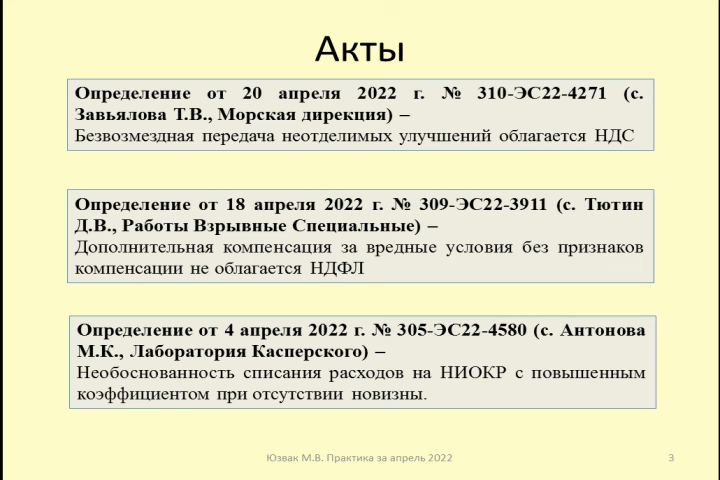 Акты
Определение от 20 апреля 2022 г. № 310-ЭС22-4271 (с.
Завьялова Т.В., Морская дирекция) –
Безвозмездная передача неотделимых улучшений облагается НДС
Определение от 18 апреля 2022 г. № 309-ЭС22-3911 (с. Тютин
Д.В., Работы Взрывные Специальные) –
Дополнительная компенсация за вредные условия без признаков
компенсации не облагается НДФЛ
Определение от 4 апреля 2022 г. № 305-ЭС22-4580 (с. Антонова
М.К., Лаборатория Касперского) –
Необоснованность списания расходов на НИОКР с повышенным
коэффициентом при отсутствии новизны.
Юзвак М.В. Практика за апрель 2022
3